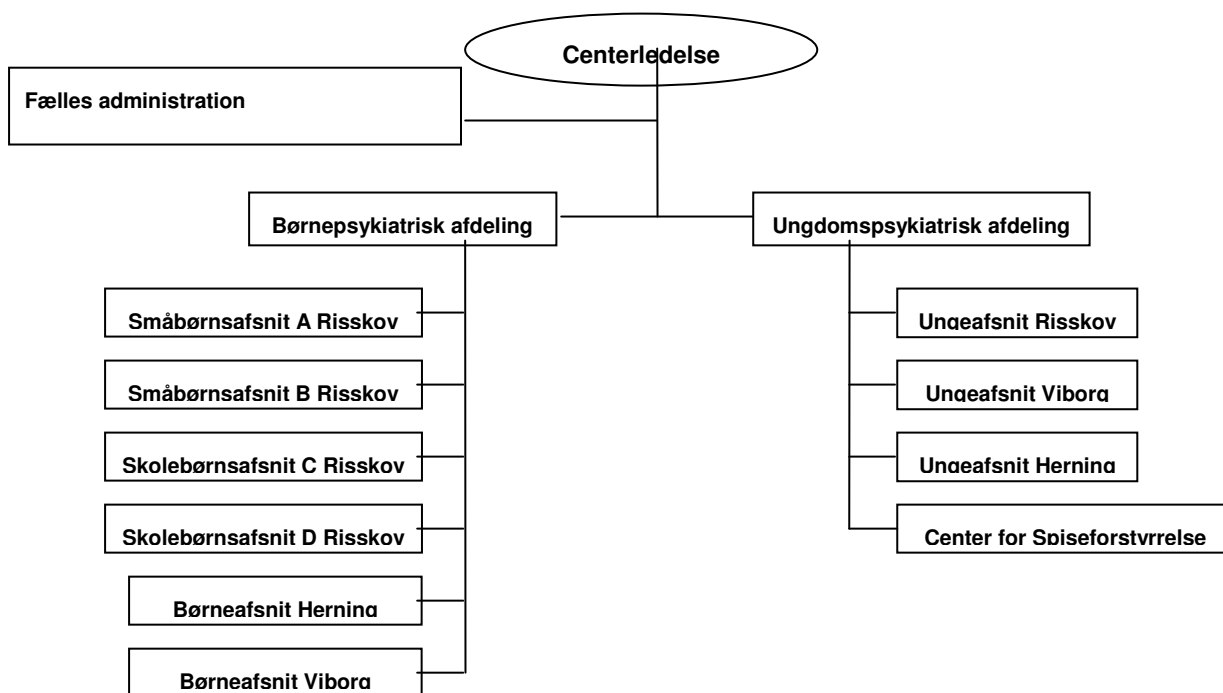 Centerledelse
Fælles administration
Børnepsykiatrisk afdeling
Ungdomspsykiatrisk afdeling
Småbørnsafsnit A Risskov
Småbørnsafsnit B Risskov
Skolebørnsafsnit C Risskov
Skolebørnsafsnit D Risskov
Børneafsnit Herning
Børneafsnit Viborg
Ungeafsnit Risskov
Ungeafsnit Viborg
Ungeafsnit Herning
Center for Spiseforstyrrelse